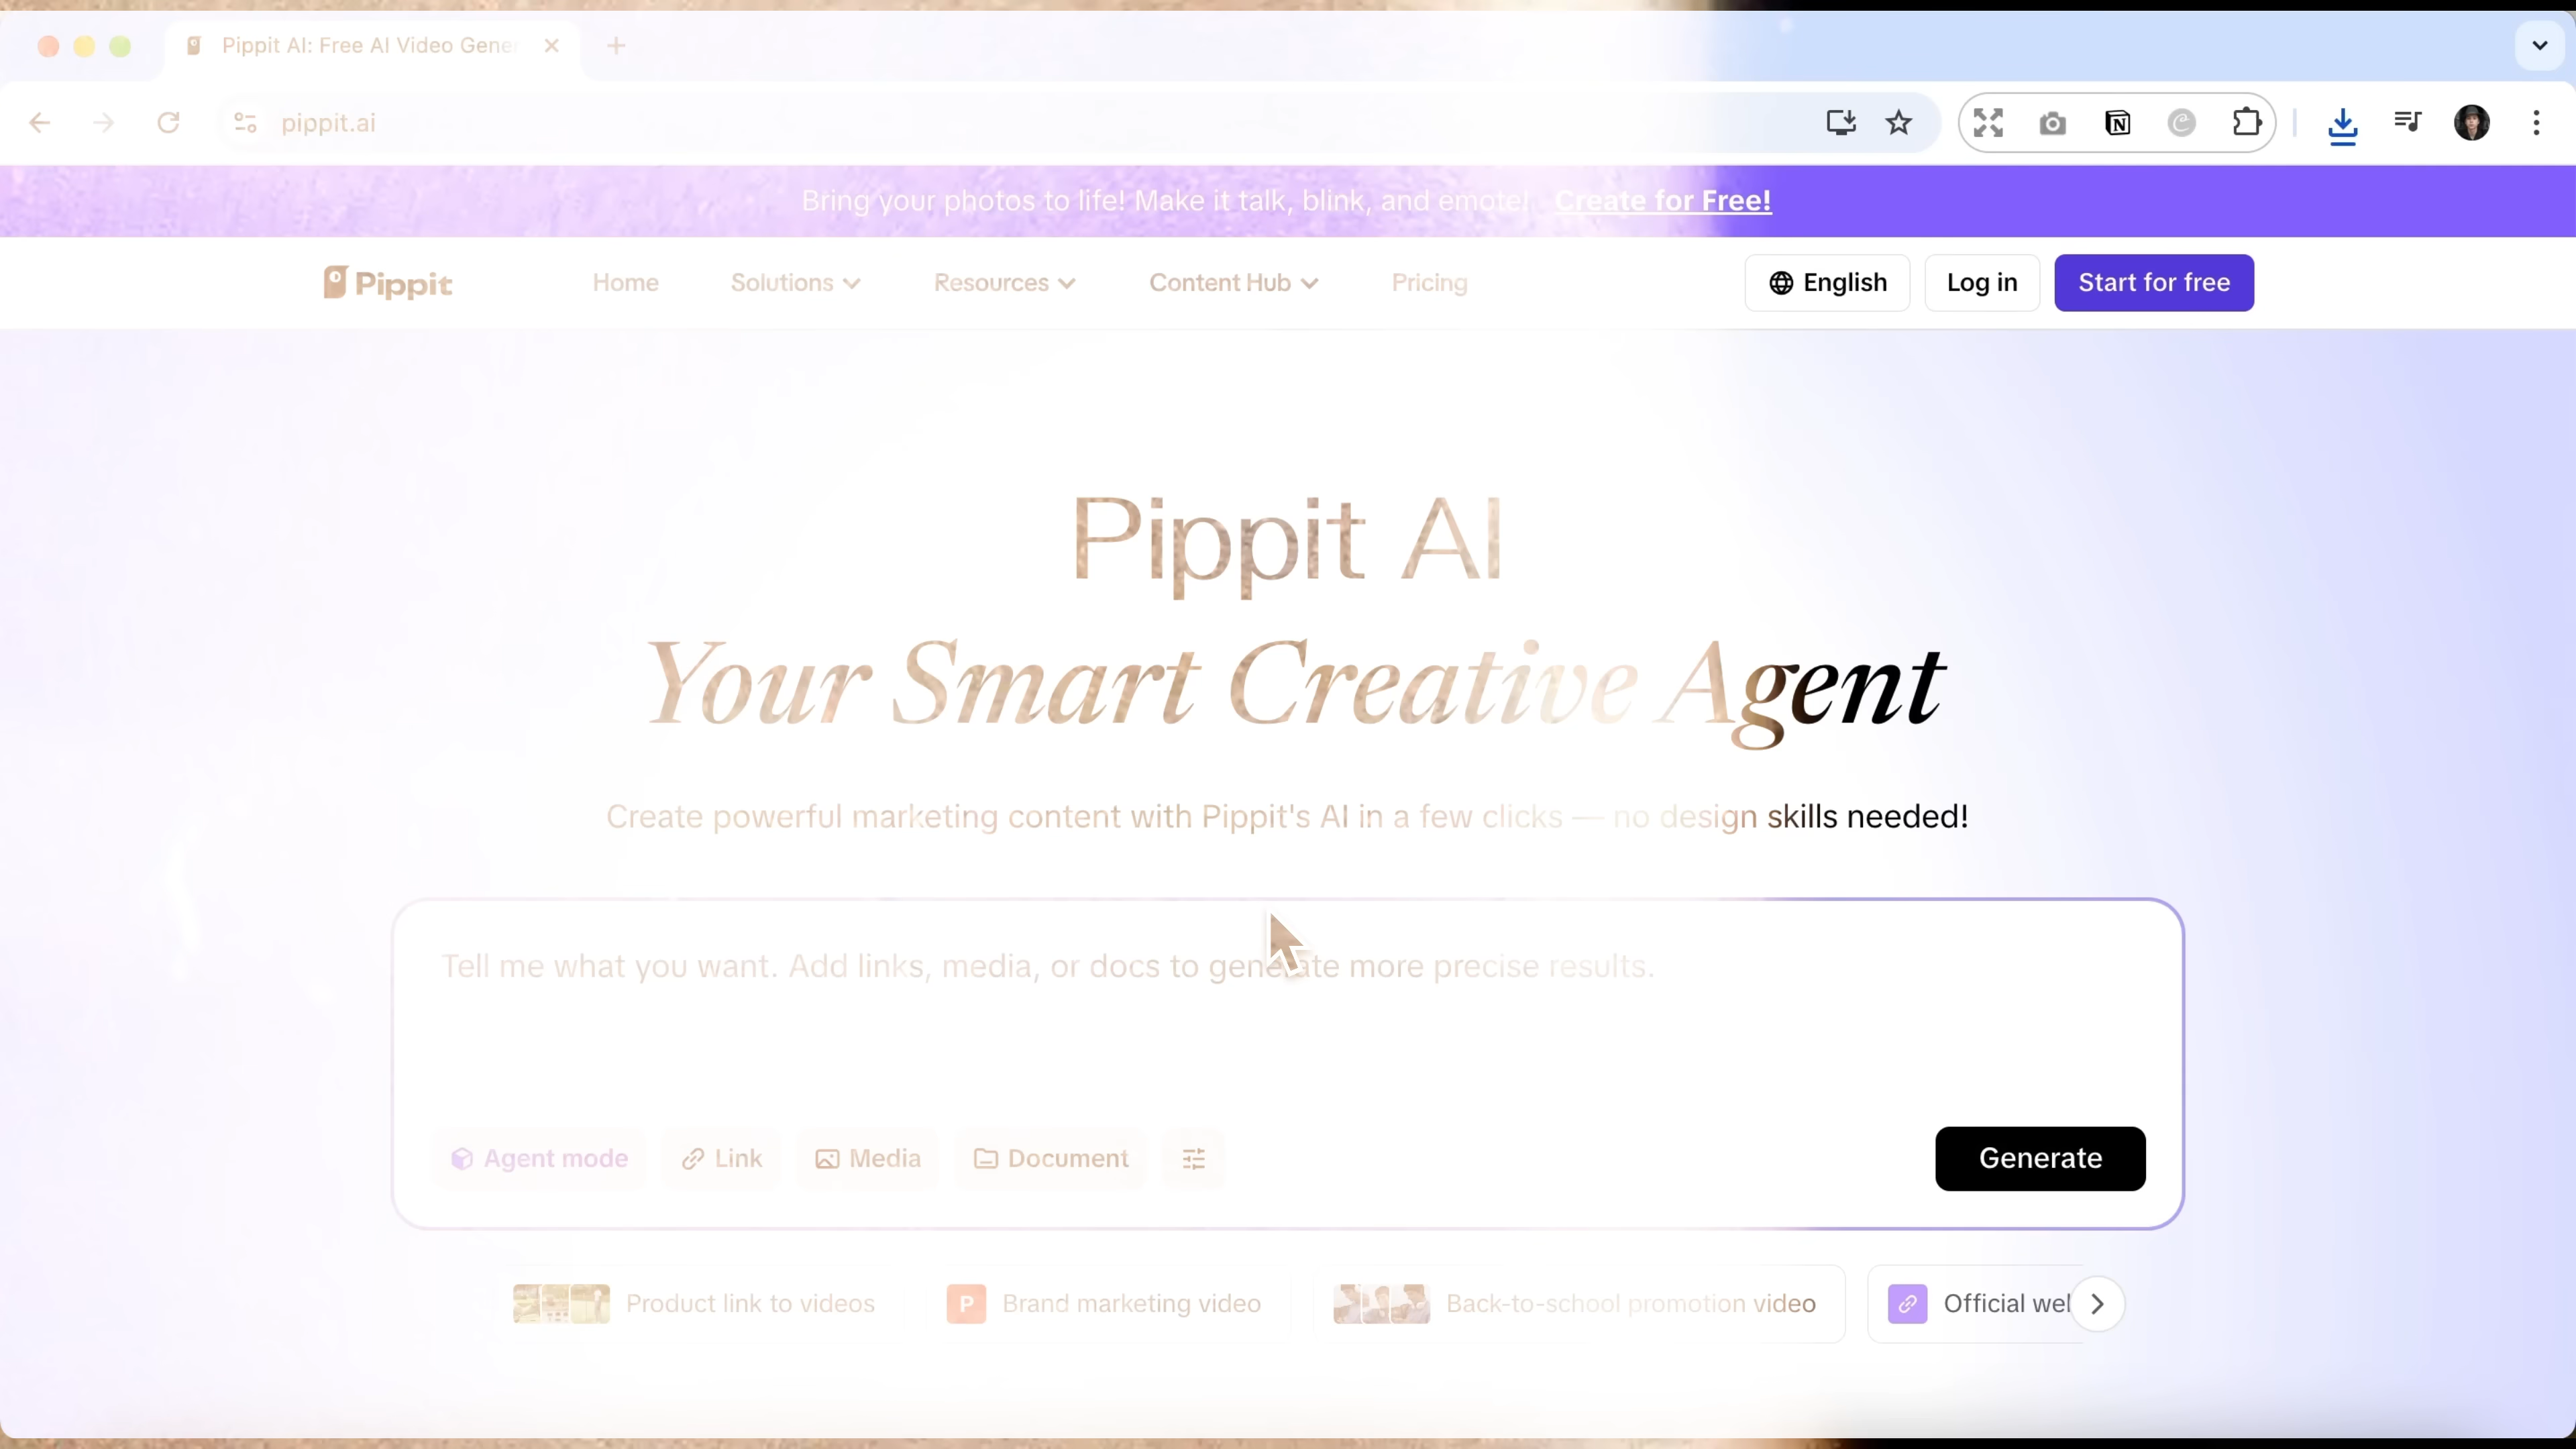 Pippit AI: Free AI Video Gener
pippit.ai
Bring your photos to life! Make it talk, blink, and emote! Create for Free!
Pippit Home Solutions Resources Content Hub Pricing English Log in Start for free
Pippit AI
Your Smart Creative Agent
Create powerful marketing content with Pippit's AI in a few clicks — no design skills needed!
Tell me what you want. Add links, media, or docs to generate more precise results.
Agent mode Link Media Document Generate
Product link to videos P Brand marketing video Back-to-school promotion video Official wel